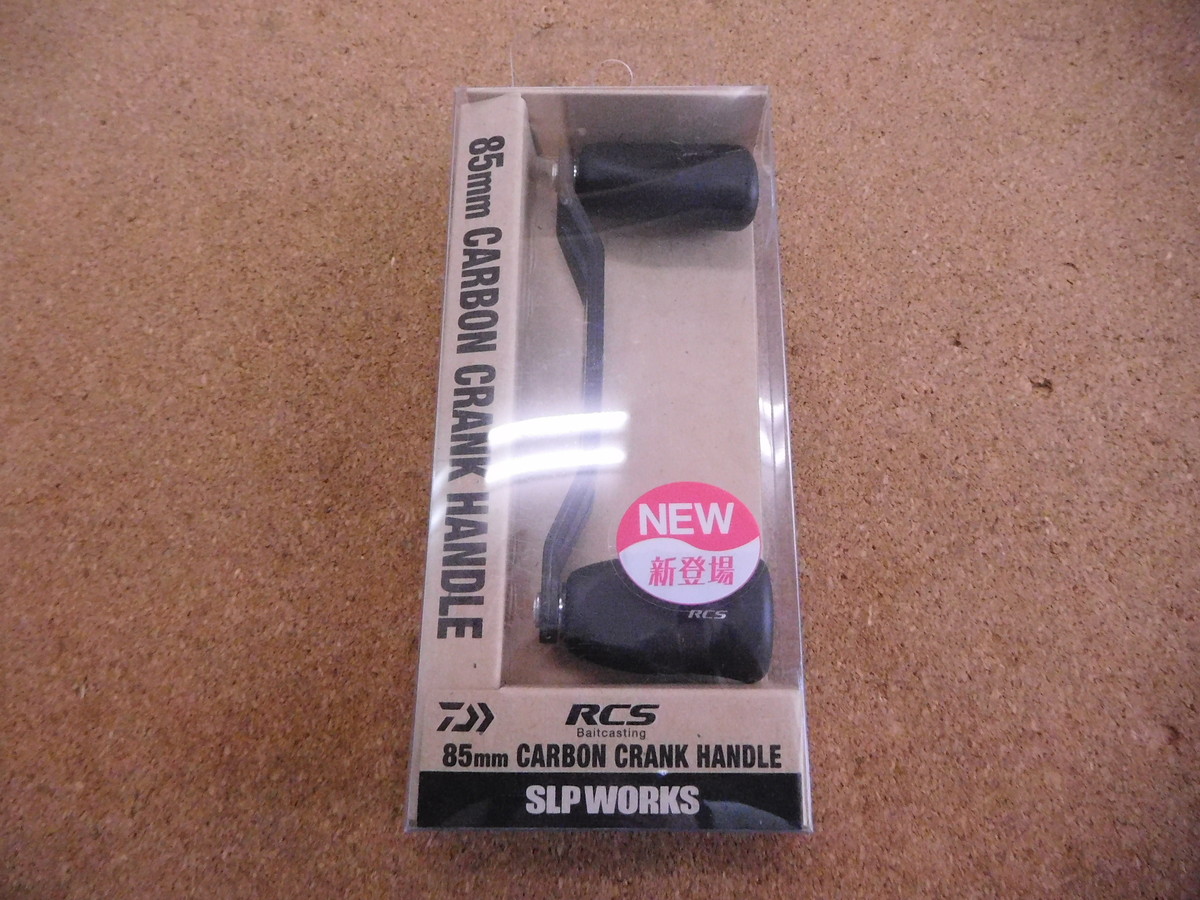 85mm CARBON CRANK HANDLE
NEW
新登場
RCS
RCS
Baitcasting
85mm CARBON CRANK HANDLE
SLP WORKS